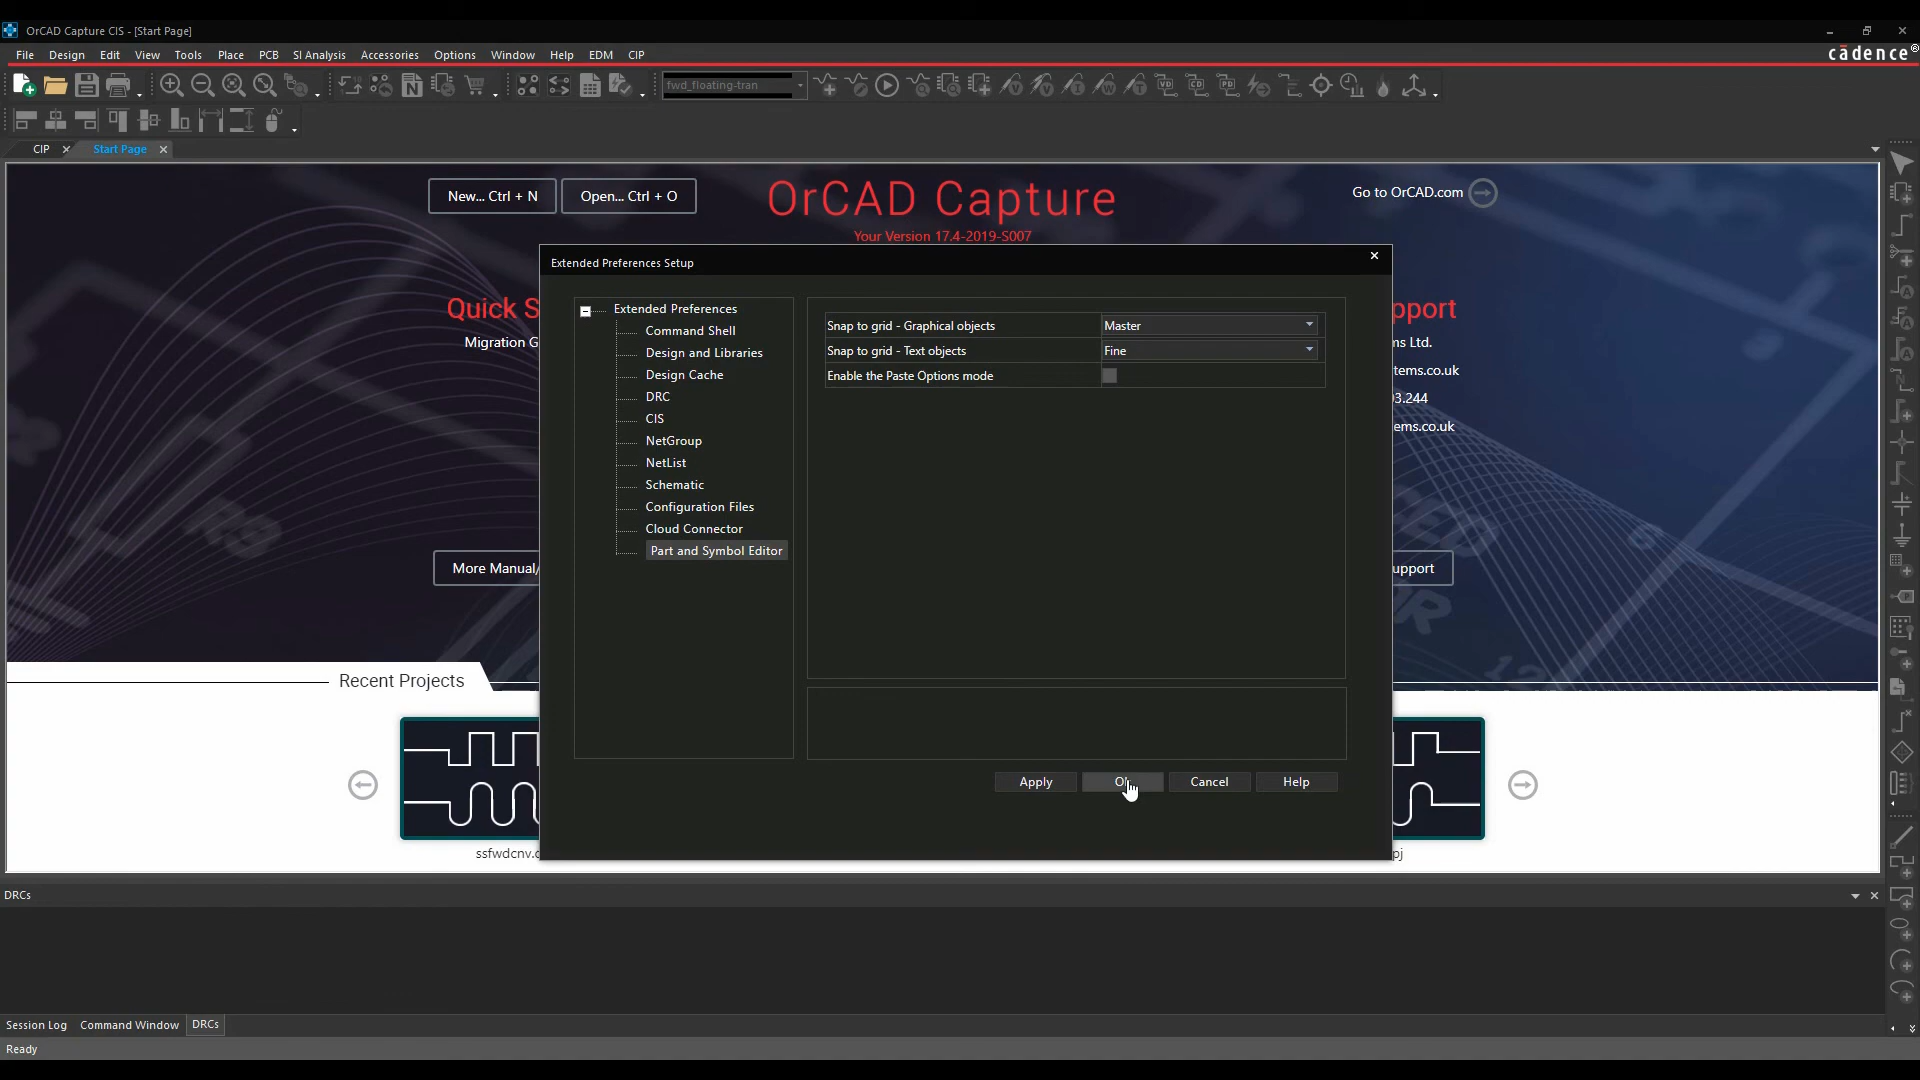 OrCAD Capture CIS - [Start Page]
File Design Edit View Tools Place PCB SI Analysis Accessories Options Window Help EDM CIP
cādence®
fwd_floating-tran
CIP
Start Page
New... Ctrl + N
Open... Ctrl + O
OrCAD Capture
Your Version 17.4-2019-S007
Go to OrCAD.com
Extended Preferences Setup
Quick S
Migration G
More Manual/
Extended Preferences
Command Shell
Design and Libraries
Design Cache
DRC
CIS
NetGroup
NetList
Schematic
Configuration Files
Cloud Connector
Part and Symbol Editor
Snap to grid - Graphical objects Master
Snap to grid - Text objects Fine
Enable the Paste Options mode
Apply
Cancel
Help
pport
ms Ltd.
tems.co.uk
3.244
ems.co.uk
upport
Recent Projects
ssfwdcnv.
pj
DRCs
Session Log Command Window DRCs
Ready